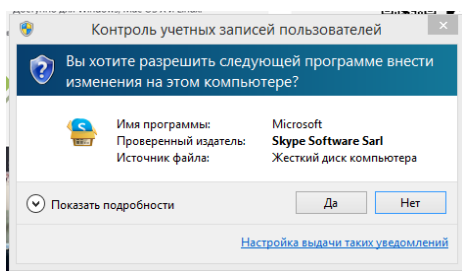 Контроль учетных записей пользователей
Вы хотите разрешить следующей программе внести
изменения на этом компьютере?
Имя программы: Microsoft
Проверенный издатель: Skype Software Sarl
Источник файла: Жесткий диск компьютера
Показать подробности
Да
Нет
Настройка выдачи таких уведомлений